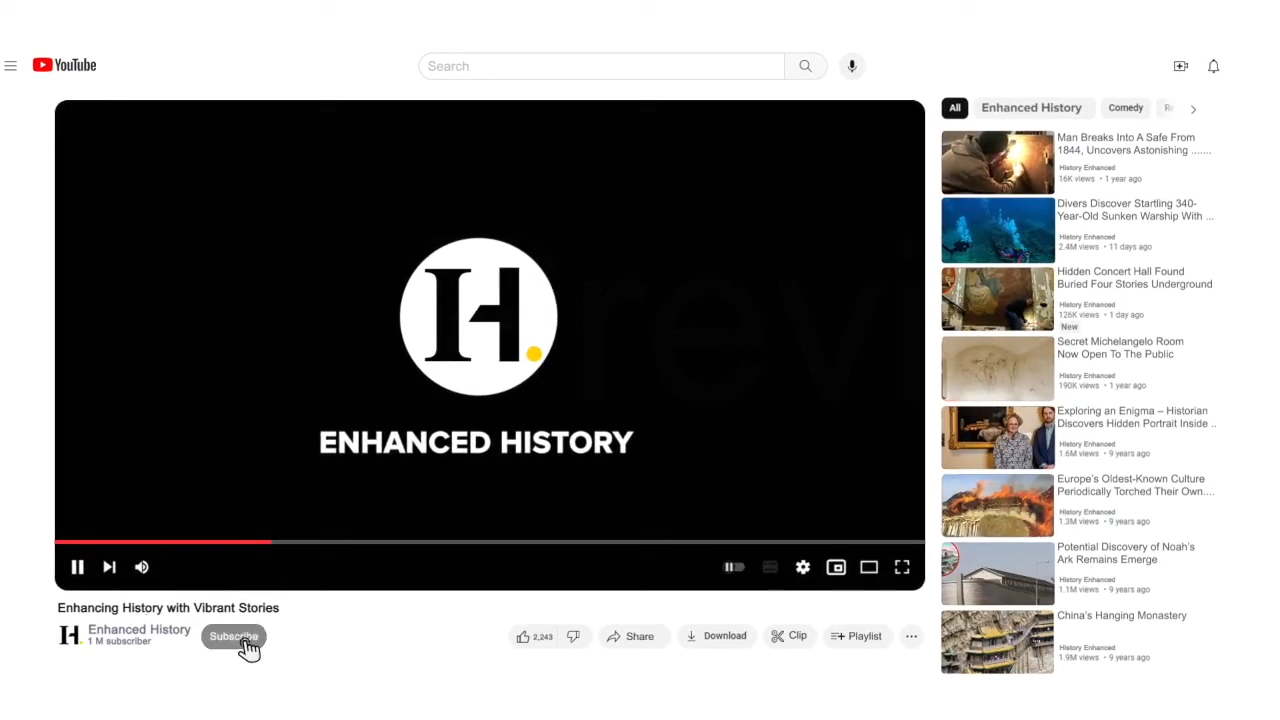 YouTube
Search
H.
ENHANCED HISTORY
Enhancing History with Vibrant Stories
H.
Enhanced History
1 M subscriber
Subscribe
2,243
Share
Download
Clip
Playlist
All
Enhanced History
Comedy
Man Breaks Into A Safe From
1844, Uncovers Astonishing .......
History Enhanced
16K views • 1 year ago
Divers Discover Startling 340-
Year-Old Sunken Warship With ...
History Enhanced
2.4M views • 11 days ago
Hidden Concert Hall Found
Buried Four Stories Underground
History Enhanced
126K views • 1 day ago
New
Secret Michelangelo Room
Now Open To The Public
History Enhanced
190K views • 1 year ago
Exploring an Enigma – Historian
Discovers Hidden Portrait Inside ..
History Enhanced
1.6M views • 9 years ago
Europe's Oldest-Known Culture
Periodically Torched Their Own....
History Enhanced
1.3M views • 9 years ago
Potential Discovery of Noah's
Ark Remains Emerge
History Enhanced
1.1M views • 9 years ago
China's Hanging Monastery
History Enhanced
1.9M views • 9 years ago